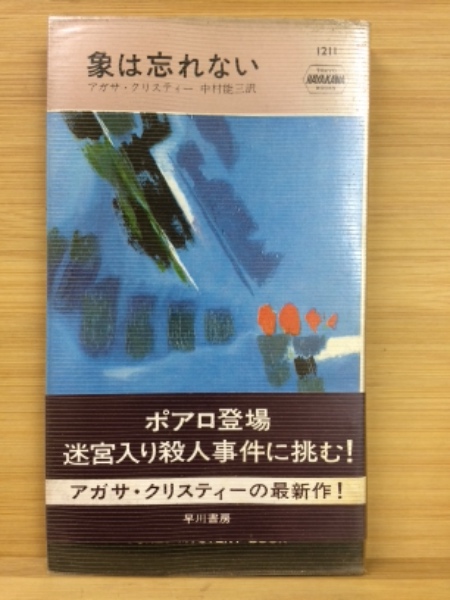 象は忘れない
アガサ・クリスティー 中村能三訳
1211
HAYAKAWA
ポアロ登場
迷宮入り殺人事件に挑む!
アガサ・クリスティーの最新作!
早川書房